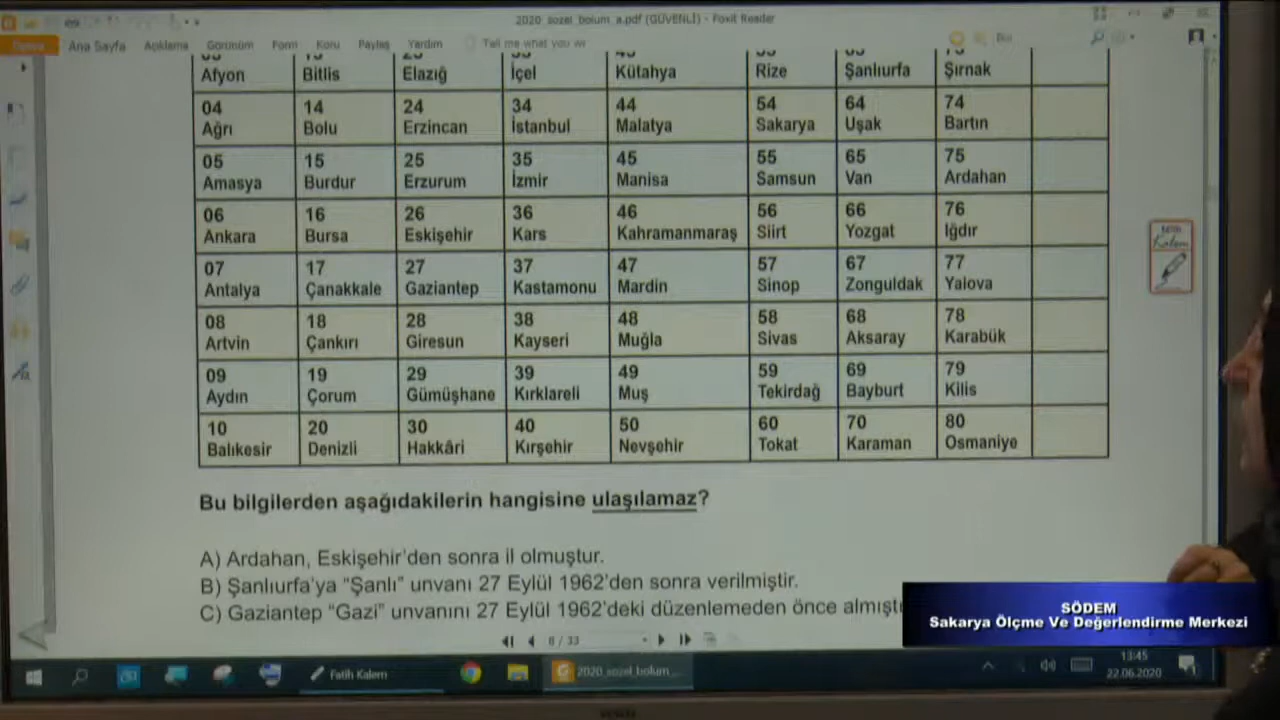 2020_sozel_bolum_a.pdf (GÜVENLİ) - Foxit Reader
Ana Sayfa Açıklama Görünüm Form Koru Paylaş Yardım Tell me what you wr
Afyon Bitlis Elazığ İçel Kütahya Rize Şanlıurfa Şırnak
04 14 24 34 44 54 64 74
Ağrı Bolu Erzincan İstanbul Malatya Sakarya Uşak Bartın
05 15 25 35 45 55 65 75
Amasya Burdur Erzurum İzmir Manisa Samsun Van Ardahan
06 16 26 36 46 56 66 76
Ankara Bursa Eskişehir Kars Kahramanmaraş Siirt Yozgat Iğdır
07 17 27 37 47 57 67 77
Antalya Çanakkale Gaziantep Kastamonu Mardin Sinop Zonguldak Yalova
08 18 28 38 48 58 68 78
Artvin Çankırı Giresun Kayseri Muğla Sivas Aksaray Karabük
09 19 29 39 49 59 69 79
Aydın Çorum Gümüşhane Kırklareli Muş Tekirdağ Bayburt Kilis
10 20 30 40 50 60 70 80
Balıkesir Denizli Hakkâri Kırşehir Nevşehir Tokat Karaman Osmaniye
Kalem
Bu bilgilerden aşağıdakilerin hangisine ulaşılamaz?
A) Ardahan, Eskişehir'den sonra il olmuştur.
B) Şanlıurfa'ya "Şanlı" unvanı 27 Eylül 1962'den sonra verilmiştir.
C) Gaziantep "Gazi" unvanını 27 Eylül 1962'deki düzenlemeden önce almıştı
SÖDEM
Sakarya Ölçme Ve Değerlendirme Merkezi
8 / 33
Fatih Kalem
2020_sozel_bolum...
13:45
22.06.2020